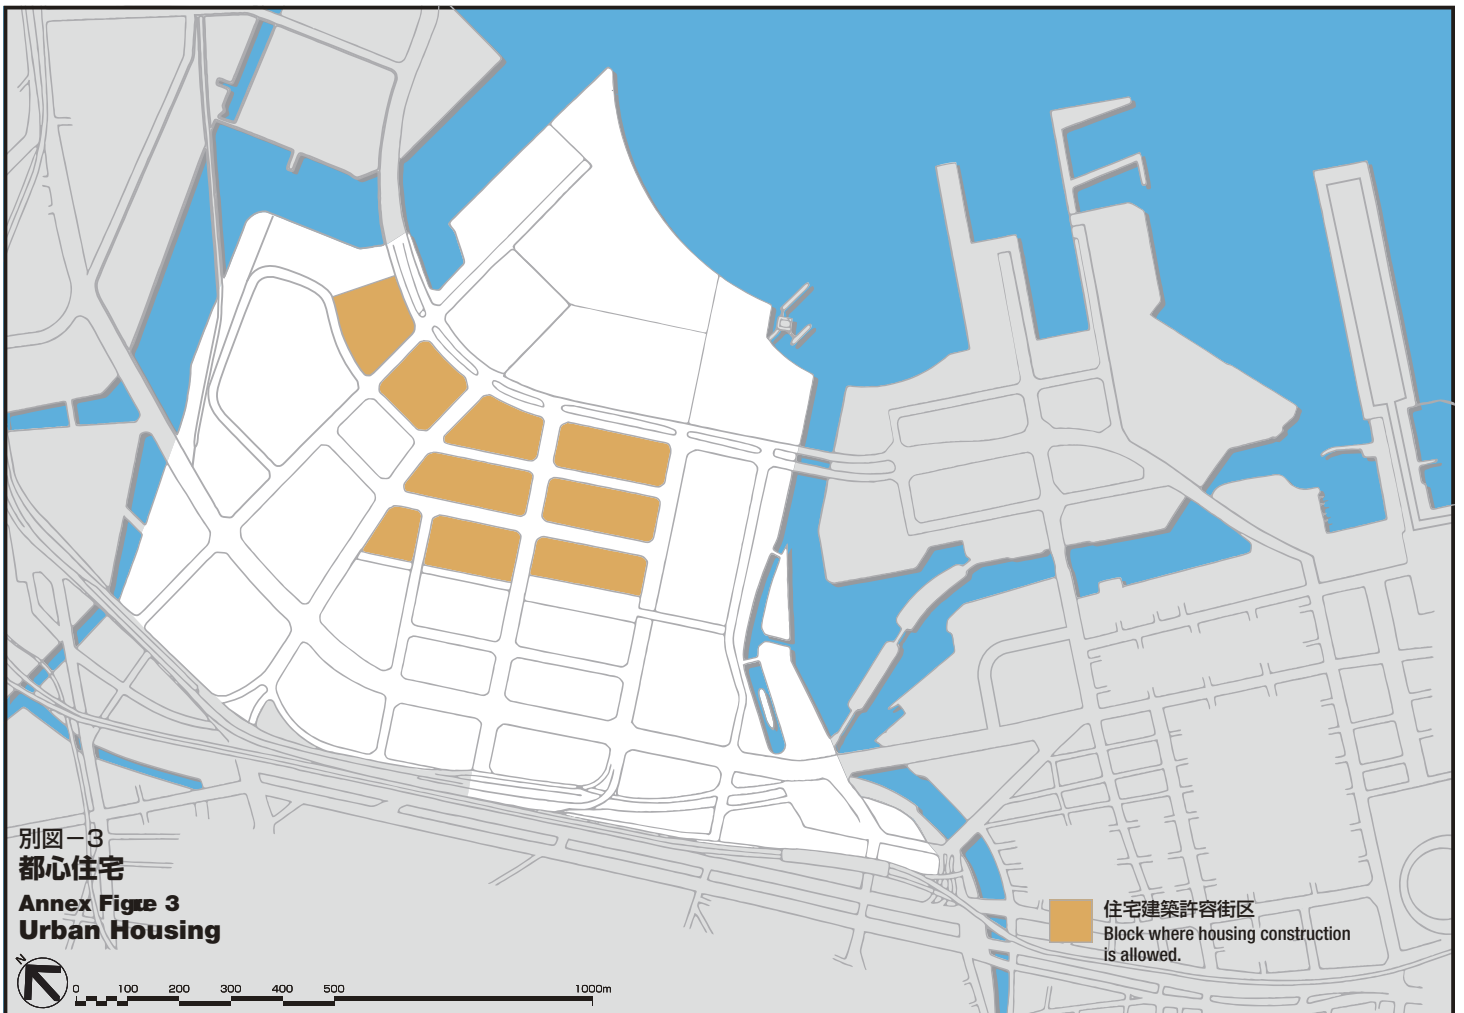 別図－3
都心住宅
Annex Figure 3
Urban Housing
N
0 100 200 300 400 500 1000m
住宅建築許容街区
Block where housing construction
is allowed.